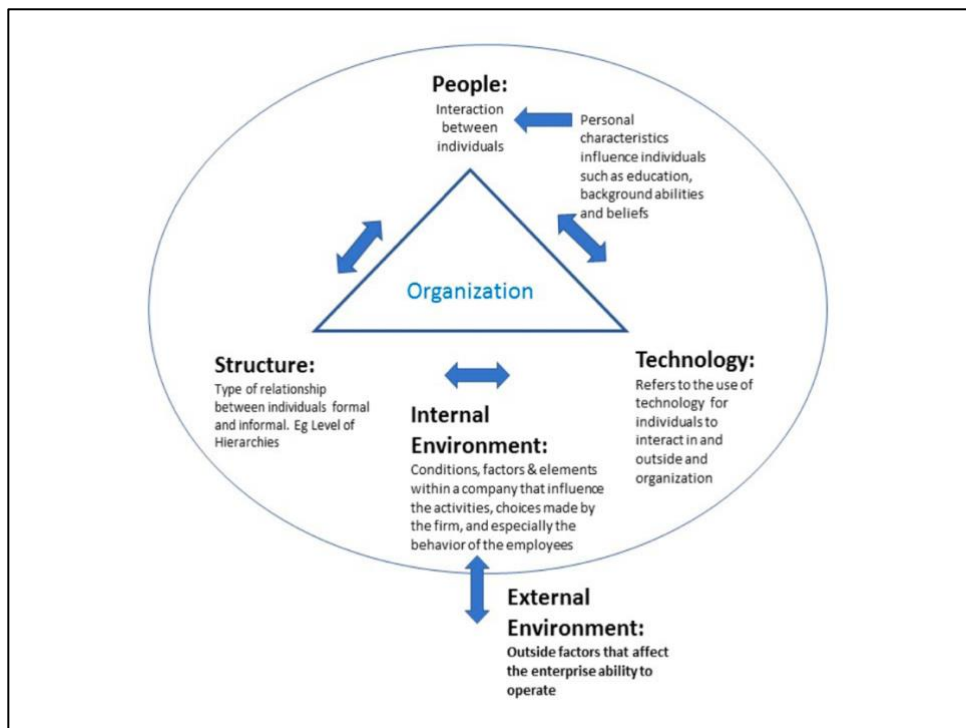 People:
Interaction
between
individuals
Personal
characteristics
influence individuals
such as education,
background abilities
and beliefs
Organization
Structure:
Type of relationship
between individuals formal
and informal. Eg Level of
Hierarchies
Technology:
Refers to the use of
technology for
individuals to
interact in and
outside and
organization
Internal
Environment:
Conditions, factors & elements
within a company that influence
the activities, choices made by
the firm, and especially the
behavior of the employees
External
Environment:
Outside factors that affect
the enterprise ability to
operate